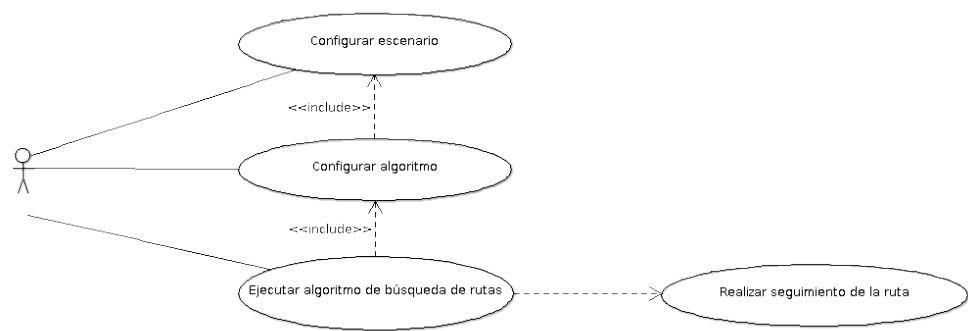 Configurar escenario
<<include>>
Configurar algoritmo
<<include>>
Ejecutar algoritmo de búsqueda de rutas
Realizar seguimiento de la ruta